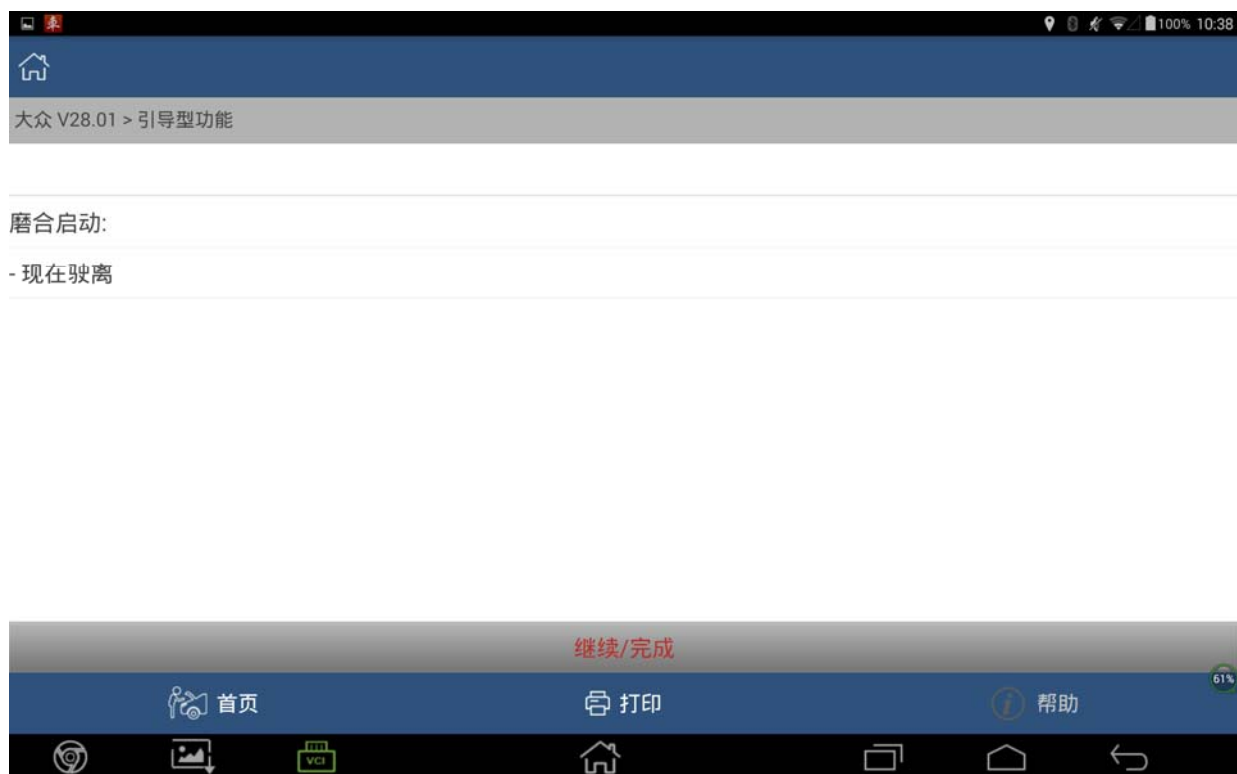 車
100% 10:38
大众 V28.01 > 引导型功能
磨合启动:
- 现在驶离
继续/完成
61%
首页
打印
帮助
VCI